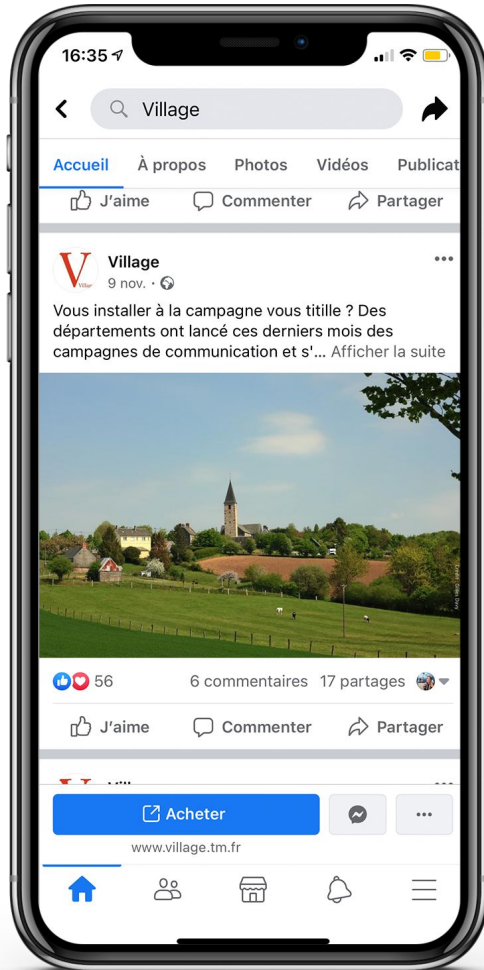 16:35
Village
Accueil À propos Photos Vidéos Publicat
J'aime Commenter Partager
V
Village
Village
9 nov. ·
Vous installer à la campagne vous titille ? Des
départements ont lancé ces derniers mois des
campagnes de communication et s'... Afficher la suite
56 6 commentaires 17 partages
J'aime Commenter Partager
Acheter
www.village.tm.fr